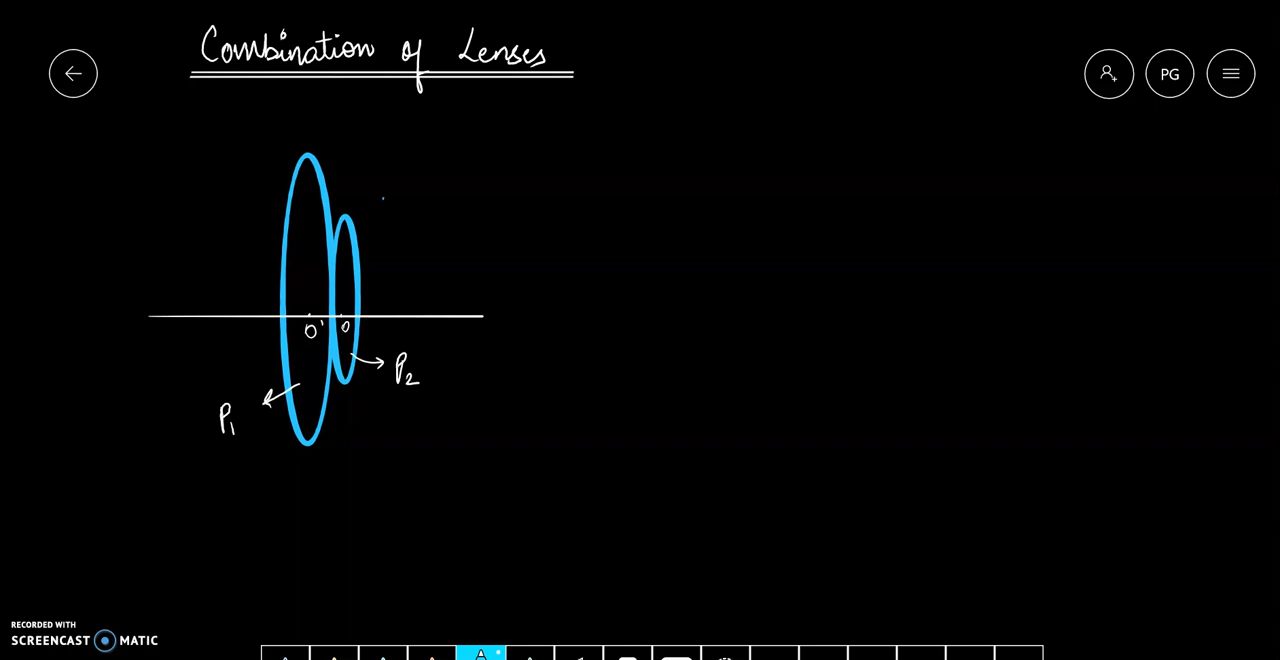 Combination of Lenses
PG
O' O
P2
P1
RECORDED WITH
SCREENCAST MATIC